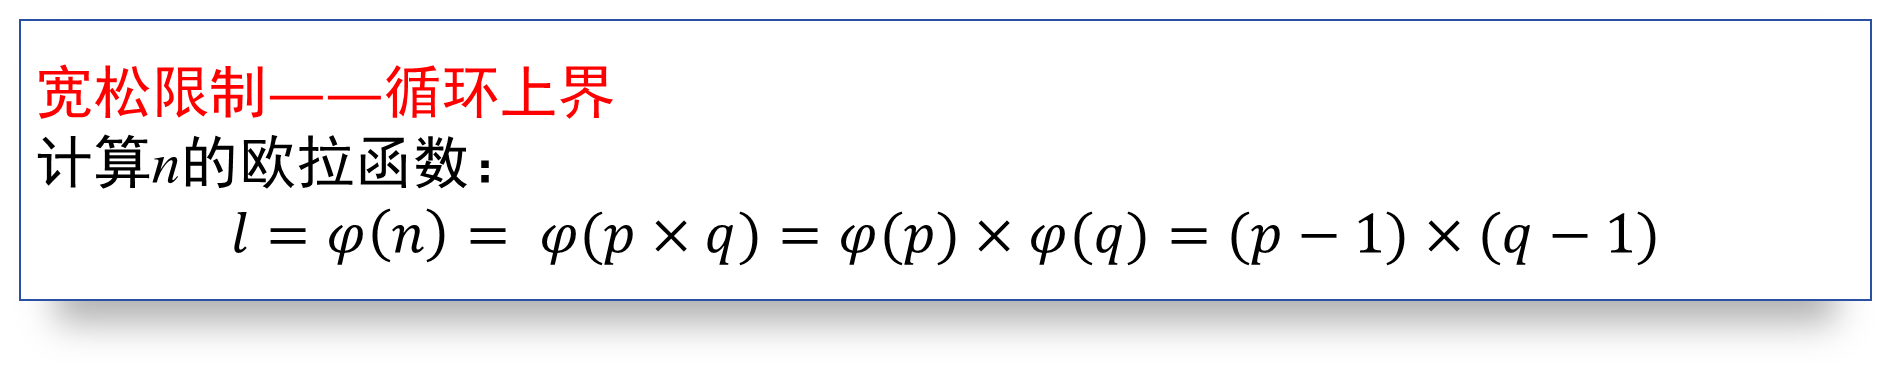 宽松限制——循环上界
计算n的欧拉函数：
l = φ(n) = φ(p × q) = φ(p) × φ(q) = (p − 1) × (q − 1)